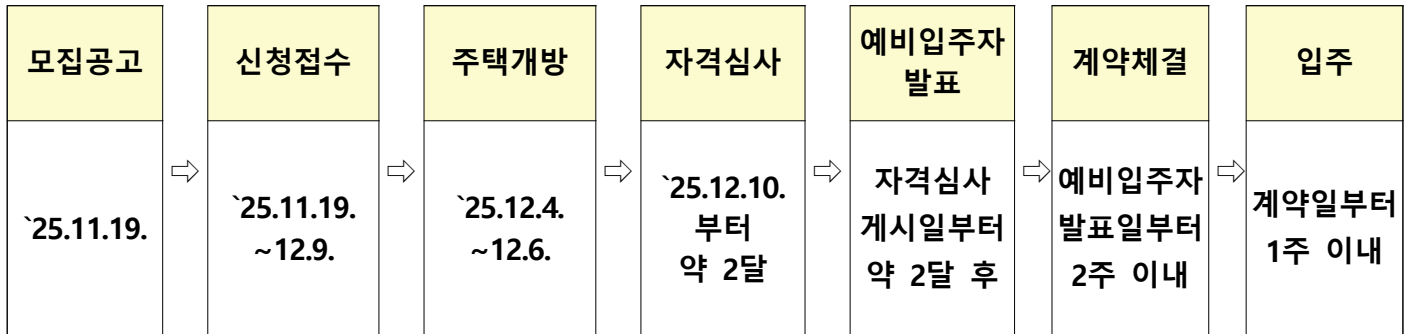 모집공고
신청접수
주택개방
자격심사
예비입주자
발표
계약체결
입주
`25.11.19.
⇨
`25.11.19.
~12.9.
⇨
`25.12.4.
~12.6.
⇨
`25.12.10.
부터
약 2달
⇨
자격심사
게시일부터
약 2달 후
⇨
예비입주자
발표일부터
2주 이내
⇨
계약일부터
1주 이내